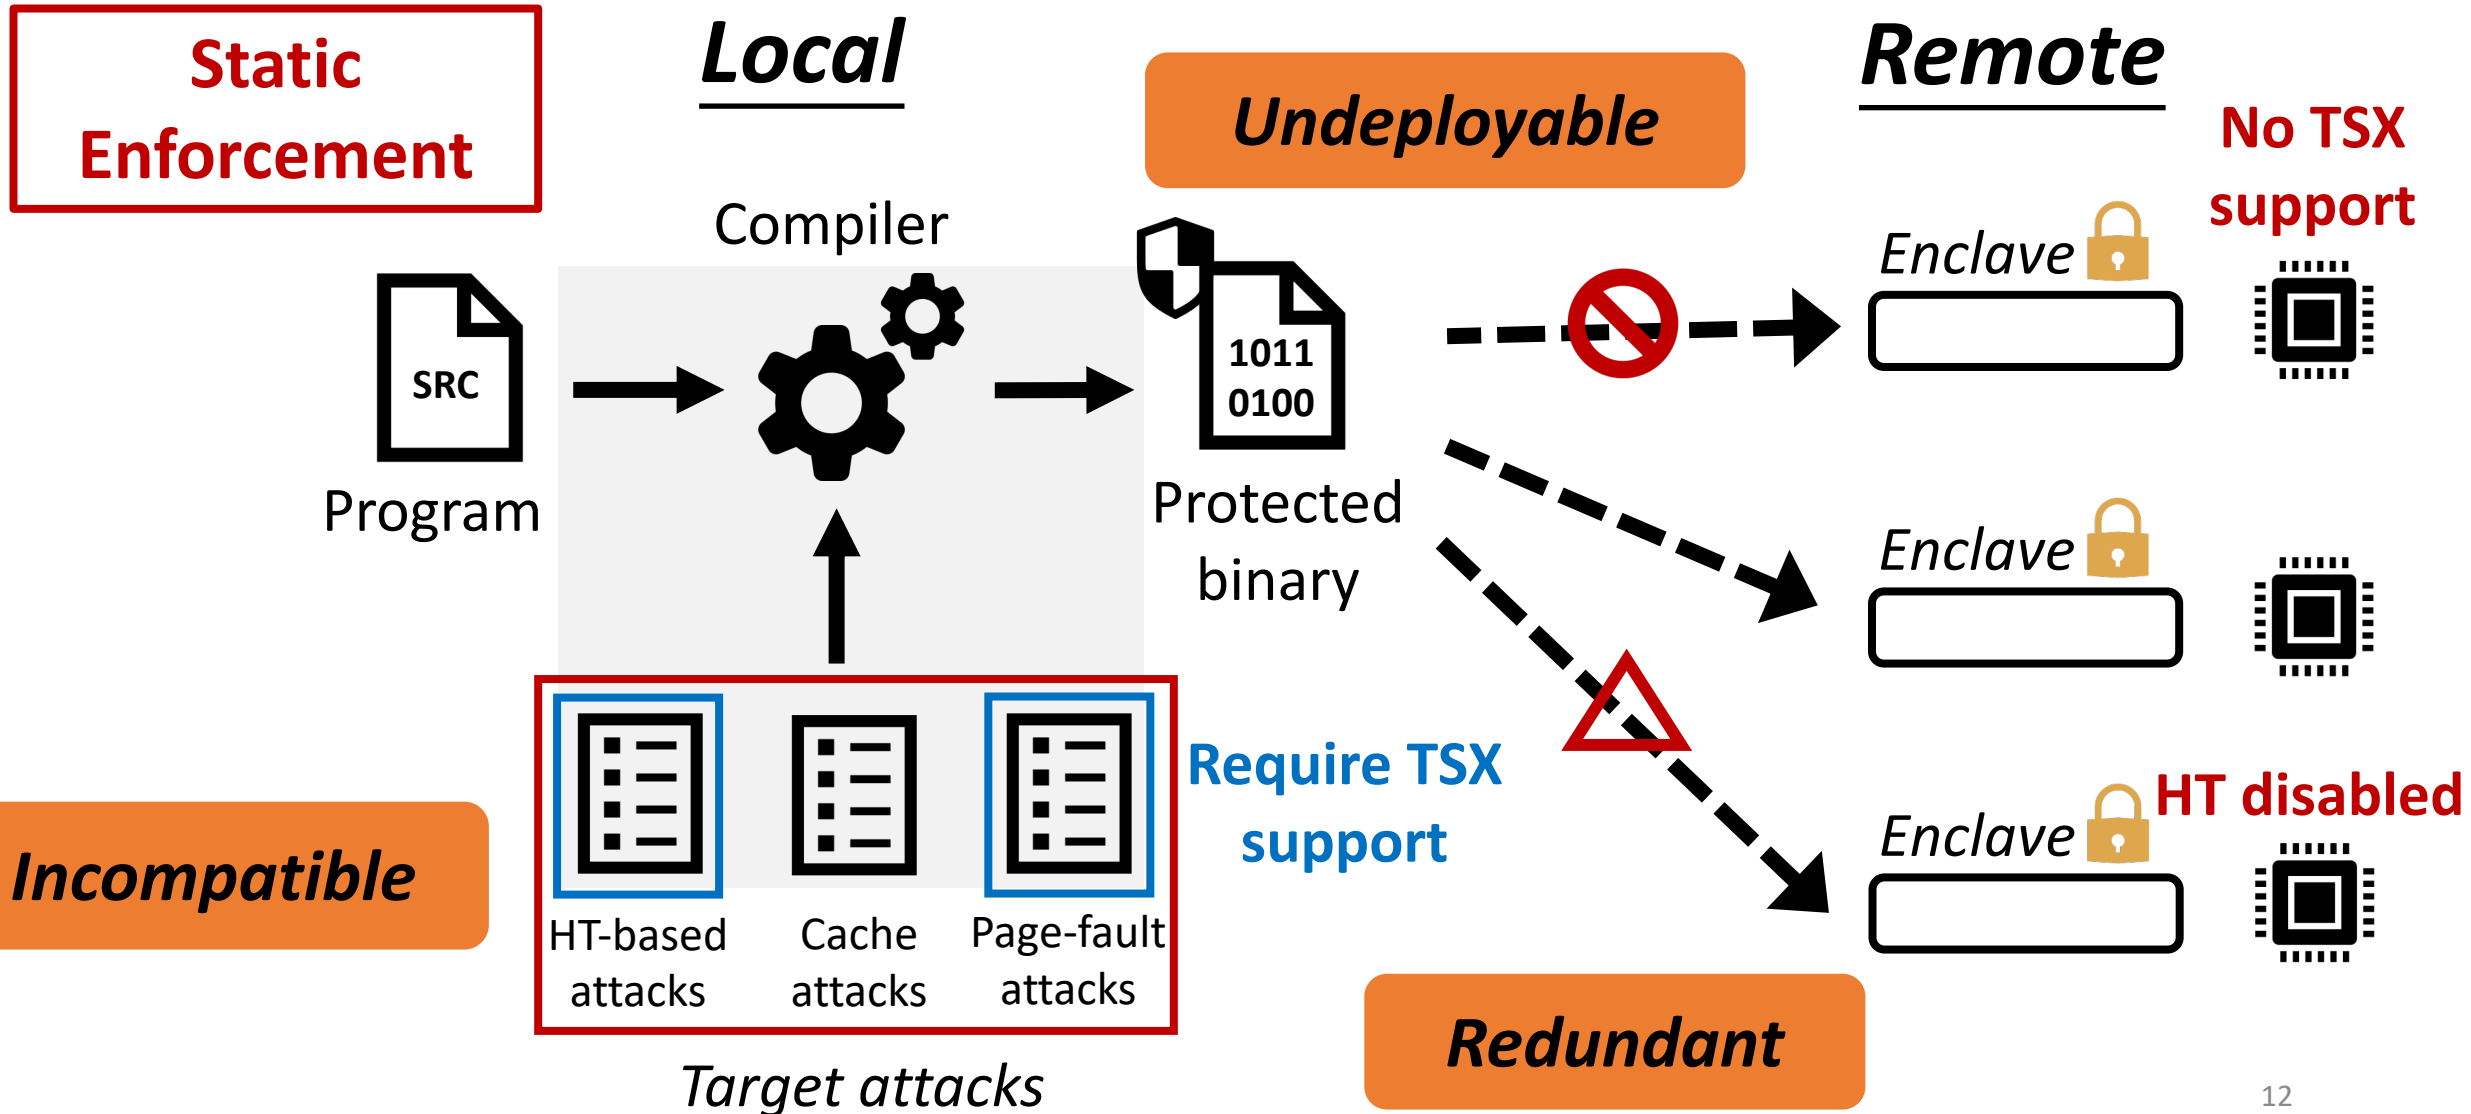 Static
Enforcement
Local
Undeployable
Remote
No TSX
support
Compiler
Enclave
SRC
1011
0100
Program
Protected
binary
Enclave
Require TSX
support
HT disabled
Enclave
Incompatible
HT-based
attacks
Cache
attacks
Page-fault
attacks
Redundant
Target attacks
12